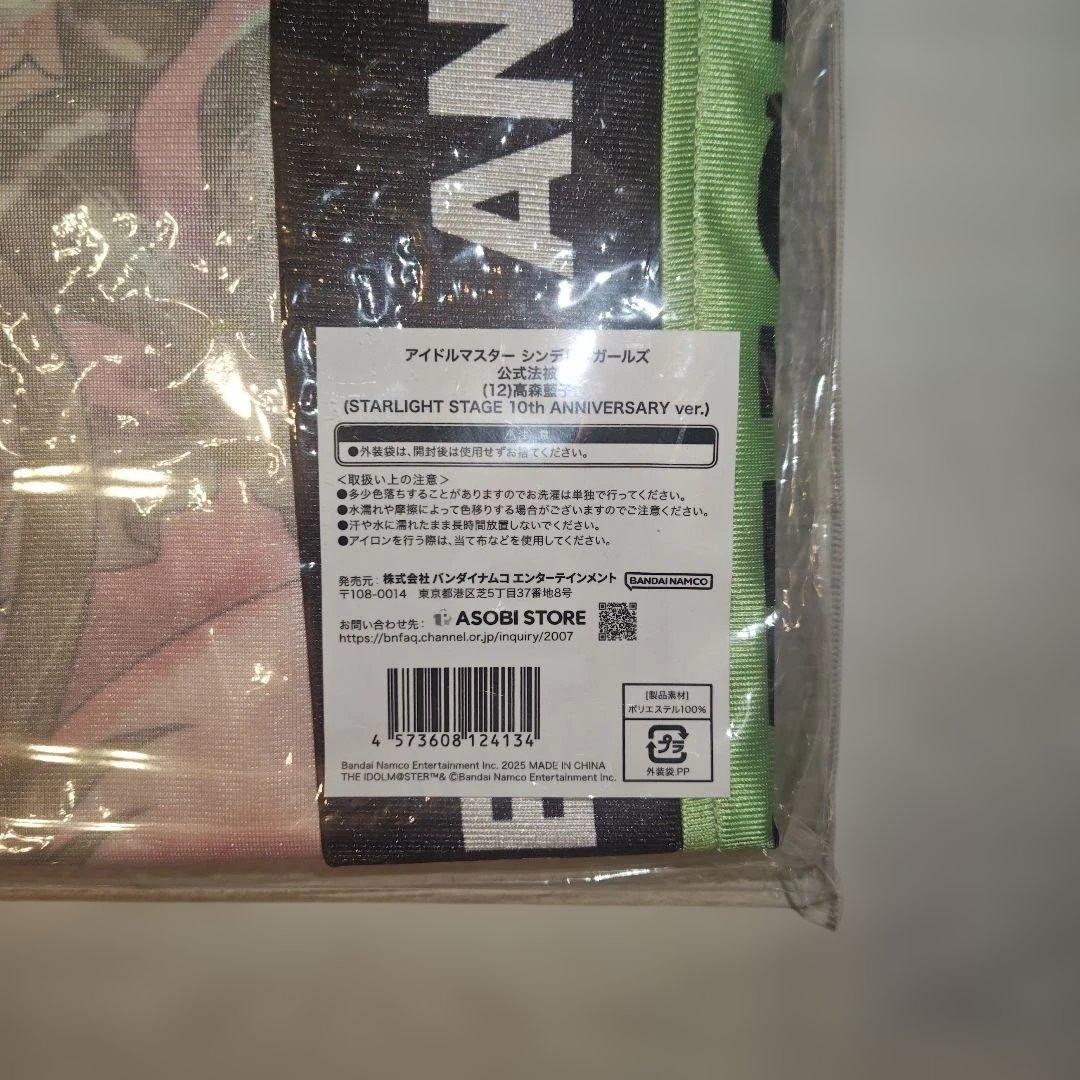 AN
アイドルマスター シンデ ガールズ
公式法被
(12)高森藍子
(STARLIGHT STAGE 10th ANNIVERSARY ver.)
●外装袋は、開封後は使用せずお捨てください。
＜取扱い上の注意＞
●多少色落ちすることがありますのでお洗濯は単独で行ってください。
●水濡れや摩擦によって色移りする場合がございますのでご注意ください。
●汗や水に濡れたまま長時間放置しないでください。
●アイロンを行う際は、当て布などを使用してください。
発売元：株式会社 バンダイナムコ エンターテインメント BANDAI NAMCO
〒108-0014 東京都港区芝5丁目37番地8号
お問い合わせ先： ASOBI STORE
https://bnfaq.channel.or.jp/inquiry/2007
4 573608 124134
[製品素材]
ポリエステル100%
プラ
外装袋:PP
Bandai Namco Entertainment Inc. 2025 MADE IN CHINA
THE IDOLM@STER™& ©Bandai Namco Entertainment Inc.
E